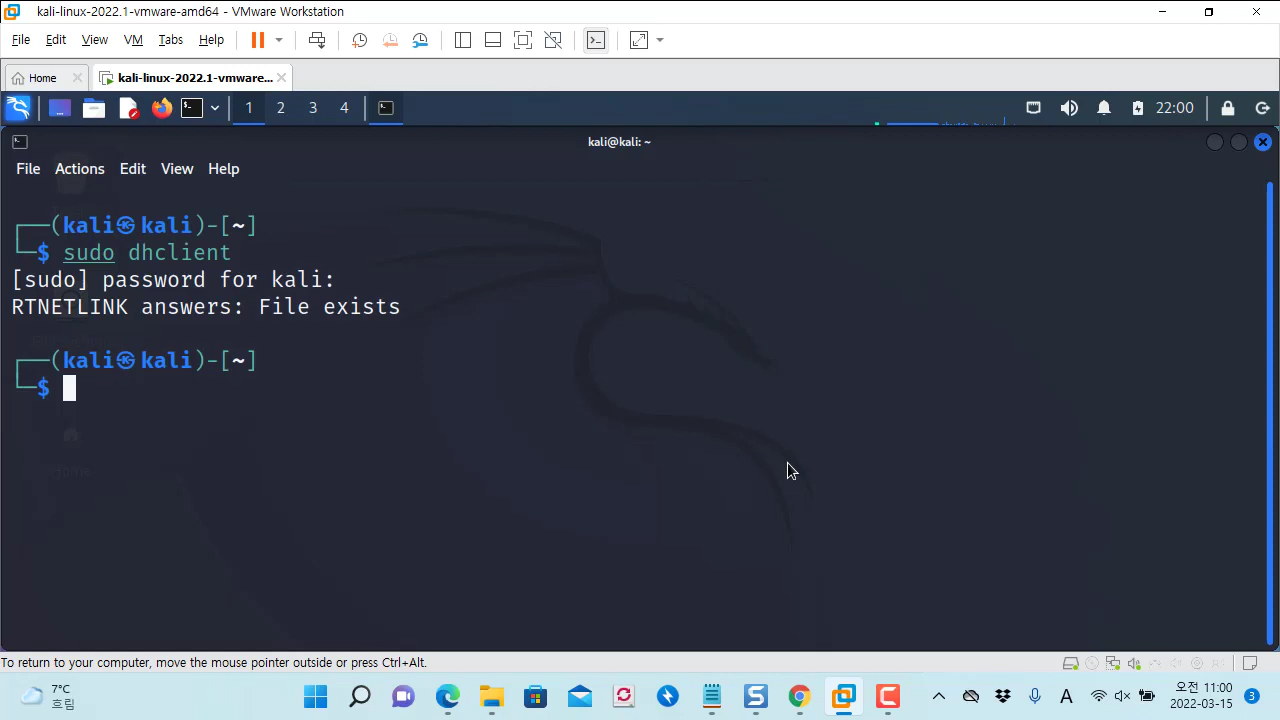 kali-linux-2022.1-vmware-amd64 - VMware Workstation
File Edit View VM Tabs Help
Home kali-linux-2022.1-vmware...
1 2 3 4 22:00
kali@kali: ~
File Actions Edit View Help
┌──(kali㉿kali)-[~]
└─$ sudo dhclient
[sudo] password for kali:
RTNETLINK answers: File exists
┌──(kali㉿kali)-[~]
└─$
Home
To return to your computer, move the mouse pointer outside or press Ctrl+Alt.
7°C
흐림
A
오전 11:00
2022-03-15
3